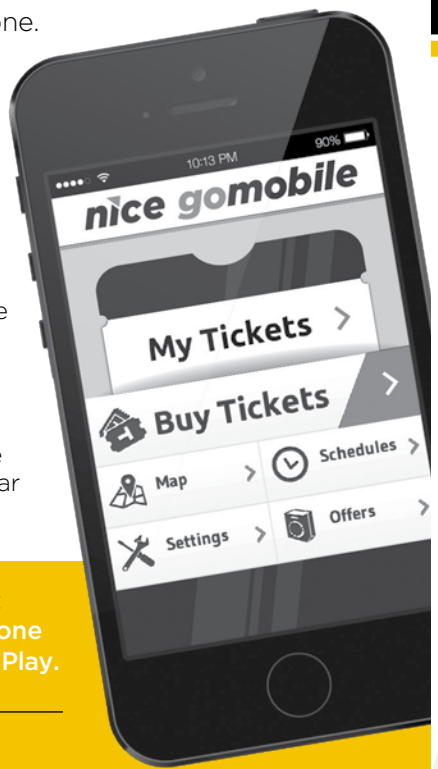 one.
10:13 PM
90%
nice gomobile
e
My Tickets
Buy Tickets
e
ar
Map
Schedules
Settings
Offers
one
Play.